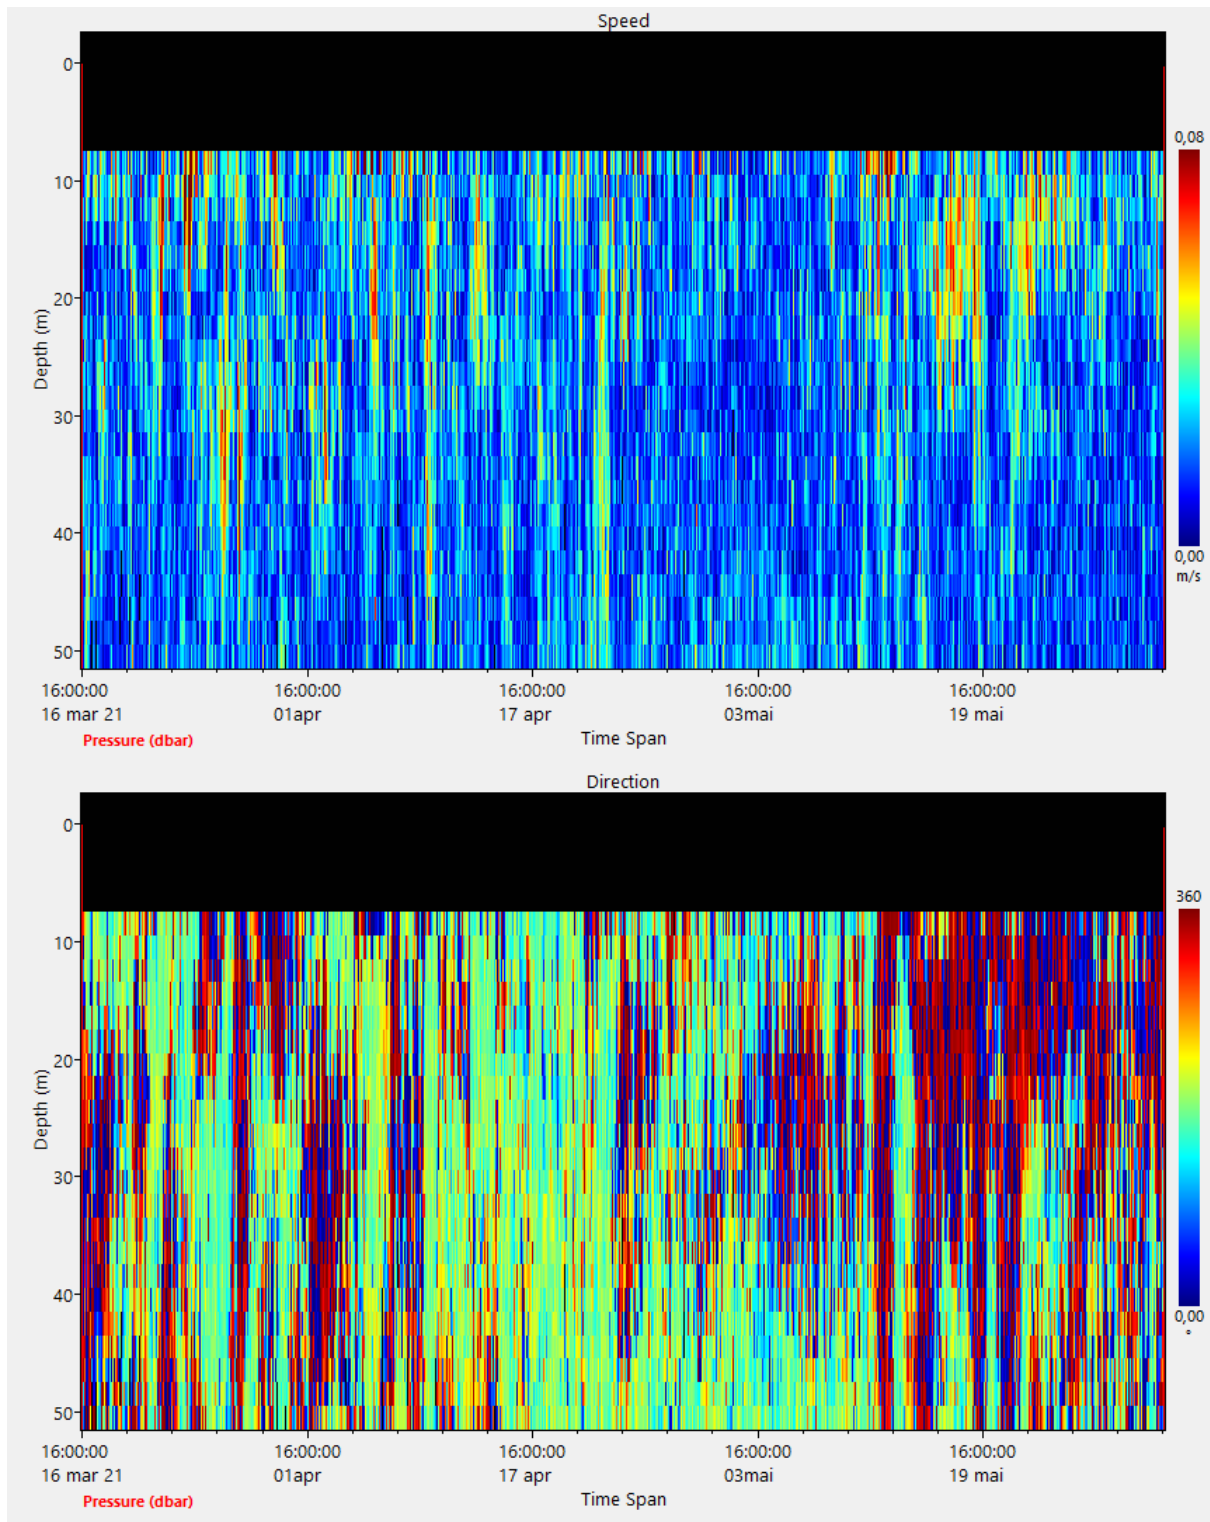 Speed
0
10
20
30
40
50
Depth (m)
0,08
0,00
m/s
16:00:00 16:00:00 16:00:00 16:00:00 16:00:00
16 mar 21 01apr 17 apr 03mai 19 mai
Pressure (dbar)
Time Span
Direction
0
10
20
30
40
50
Depth (m)
360
0,00
°
16:00:00 16:00:00 16:00:00 16:00:00 16:00:00
16 mar 21 01apr 17 apr 03mai 19 mai
Pressure (dbar)
Time Span